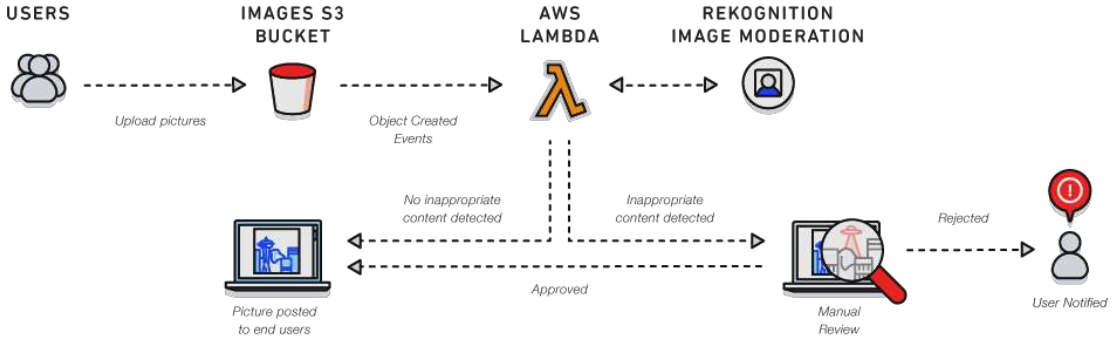 USERS
IMAGES S3
BUCKET
AWS
LAMBDA
REKOGNITION
IMAGE MODERATION
Upload pictures
Object Created
Events
No inappropriate
content detected
Inappropriate
content detected
Rejected
Approved
Picture posted
to end users
Manual
Review
User Notified